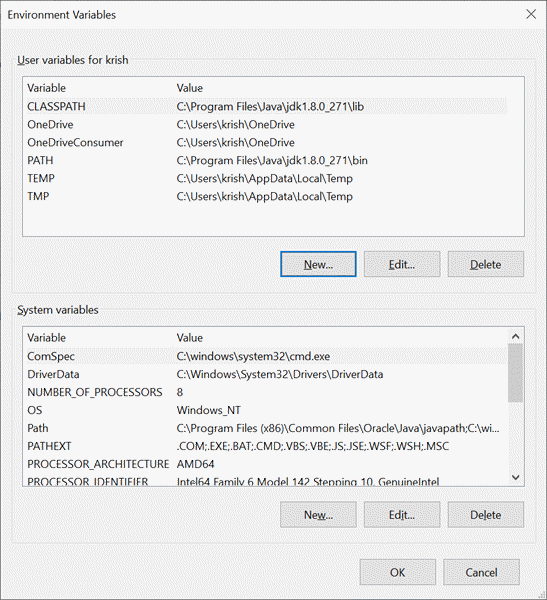 Environment Variables
User variables for krish
Variable Value
CLASSPATH C:\Program Files\Java\jdk1.8.0_271\lib
OneDrive C:\Users\krish\OneDrive
OneDriveConsumer C:\Users\krish\OneDrive
PATH C:\Program Files\Java\jdk1.8.0_271\bin
TEMP C:\Users\krish\AppData\Local\Temp
TMP C:\Users\krish\AppData\Local\Temp
New... Edit... Delete
System variables
Variable Value
ComSpec C:\windows\system32\cmd.exe
DriverData C:\Windows\System32\Drivers\DriverData
NUMBER_OF_PROCESSORS 8
OS Windows_NT
Path C:\Program Files (x86)\Common Files\Oracle\Java\javapath;C:\wi...
PATHEXT .COM;.EXE;.BAT;.CMD;.VBS;.VBE;.JS;.JSE;.WSF;.WSH;.MSC
PROCESSOR_ARCHITECTURE AMD64
PROCESSOR_IDENTIFIER Intel64 Family 6 Model 142 Stepping 10, GenuineIntel
New... Edit... Delete
OK Cancel